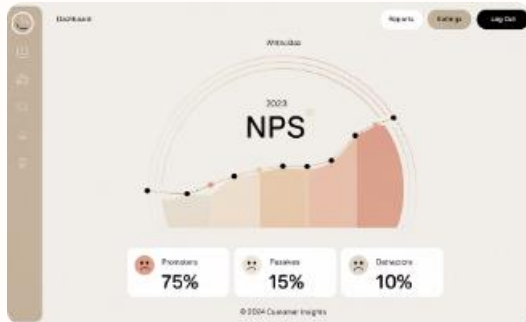 Dashboard
Reports
Settings
Log Out
2023
NPS
Promoters
75%
Passives
15%
Detractors
10%
© 2024 Customer Insights